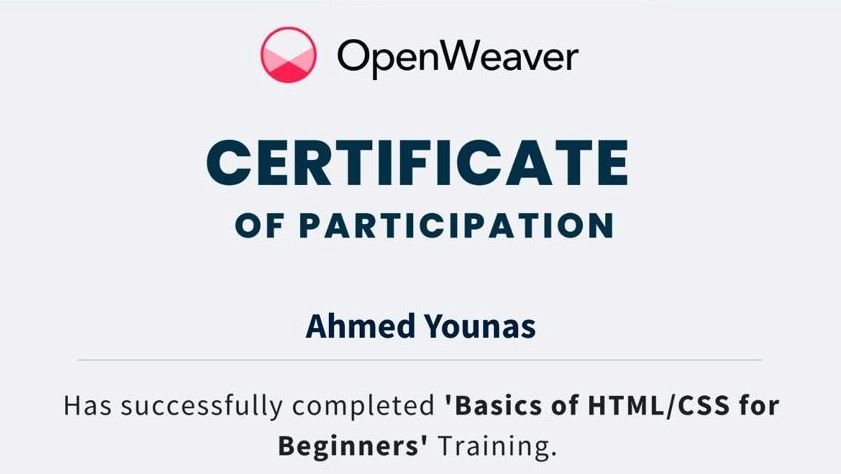 OpenWeaver
CERTIFICATE
OF PARTICIPATION
Ahmed Younas
Has successfully completed 'Basics of HTML/CSS for
Beginners' Training.